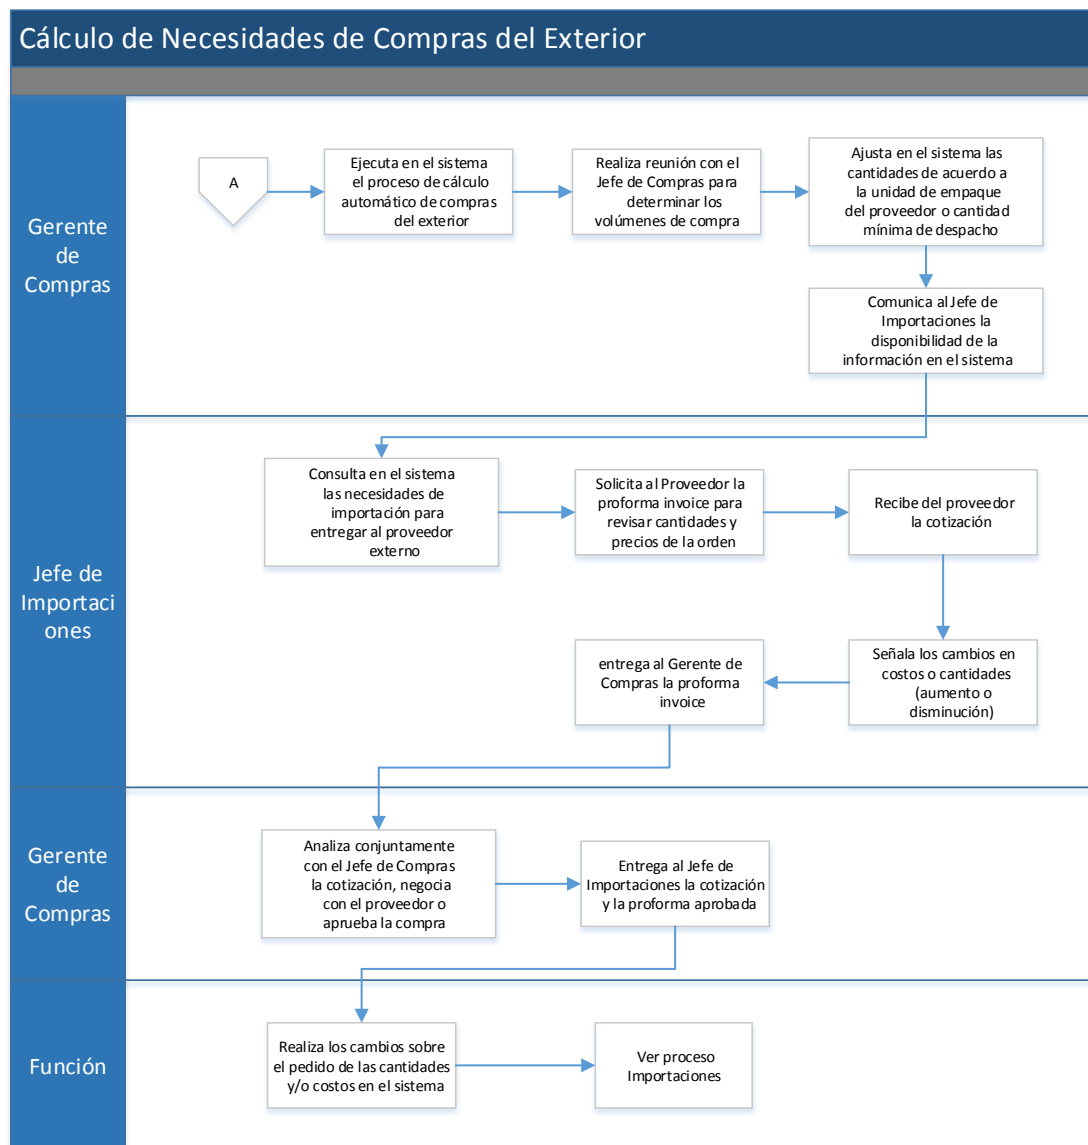 Cálculo de Necesidades de Compras del Exterior
Gerente
de
Compras
A
Ejecuta en el sistema
el proceso de cálculo
automático de compras
del exterior
Realiza reunión con el
Jefe de Compras para
determinar los
volúmenes de compra
Ajusta en el sistema las
cantidades de acuerdo a
la unidad de empaque
del proveedor o cantidad
mínima de despacho
Comunica al Jefe de
Importaciones la
disponibilidad de la
información en el sistema
Jefe de
Importaci
ones
Consulta en el sistema
las necesidades de
importación para
entregar al proveedor
externo
Solicita al Proveedor la
proforma invoice para
revisar cantidades y
precios de la orden
Recibe del proveedor
la cotización
Señala los cambios en
costos o cantidades
(aumento o
disminución)
entrega al Gerente de
Compras la proforma
invoice
Gerente
de
Compras
Analiza conjuntamente
con el Jefe de Compras
la cotización, negocia
con el proveedor o
aprueba la compra
Entrega al Jefe de
Importaciones la cotización
y la proforma aprobada
Función
Realiza los cambios sobre
el pedido de las cantidades
y/o costos en el sistema
Ver proceso
Importaciones